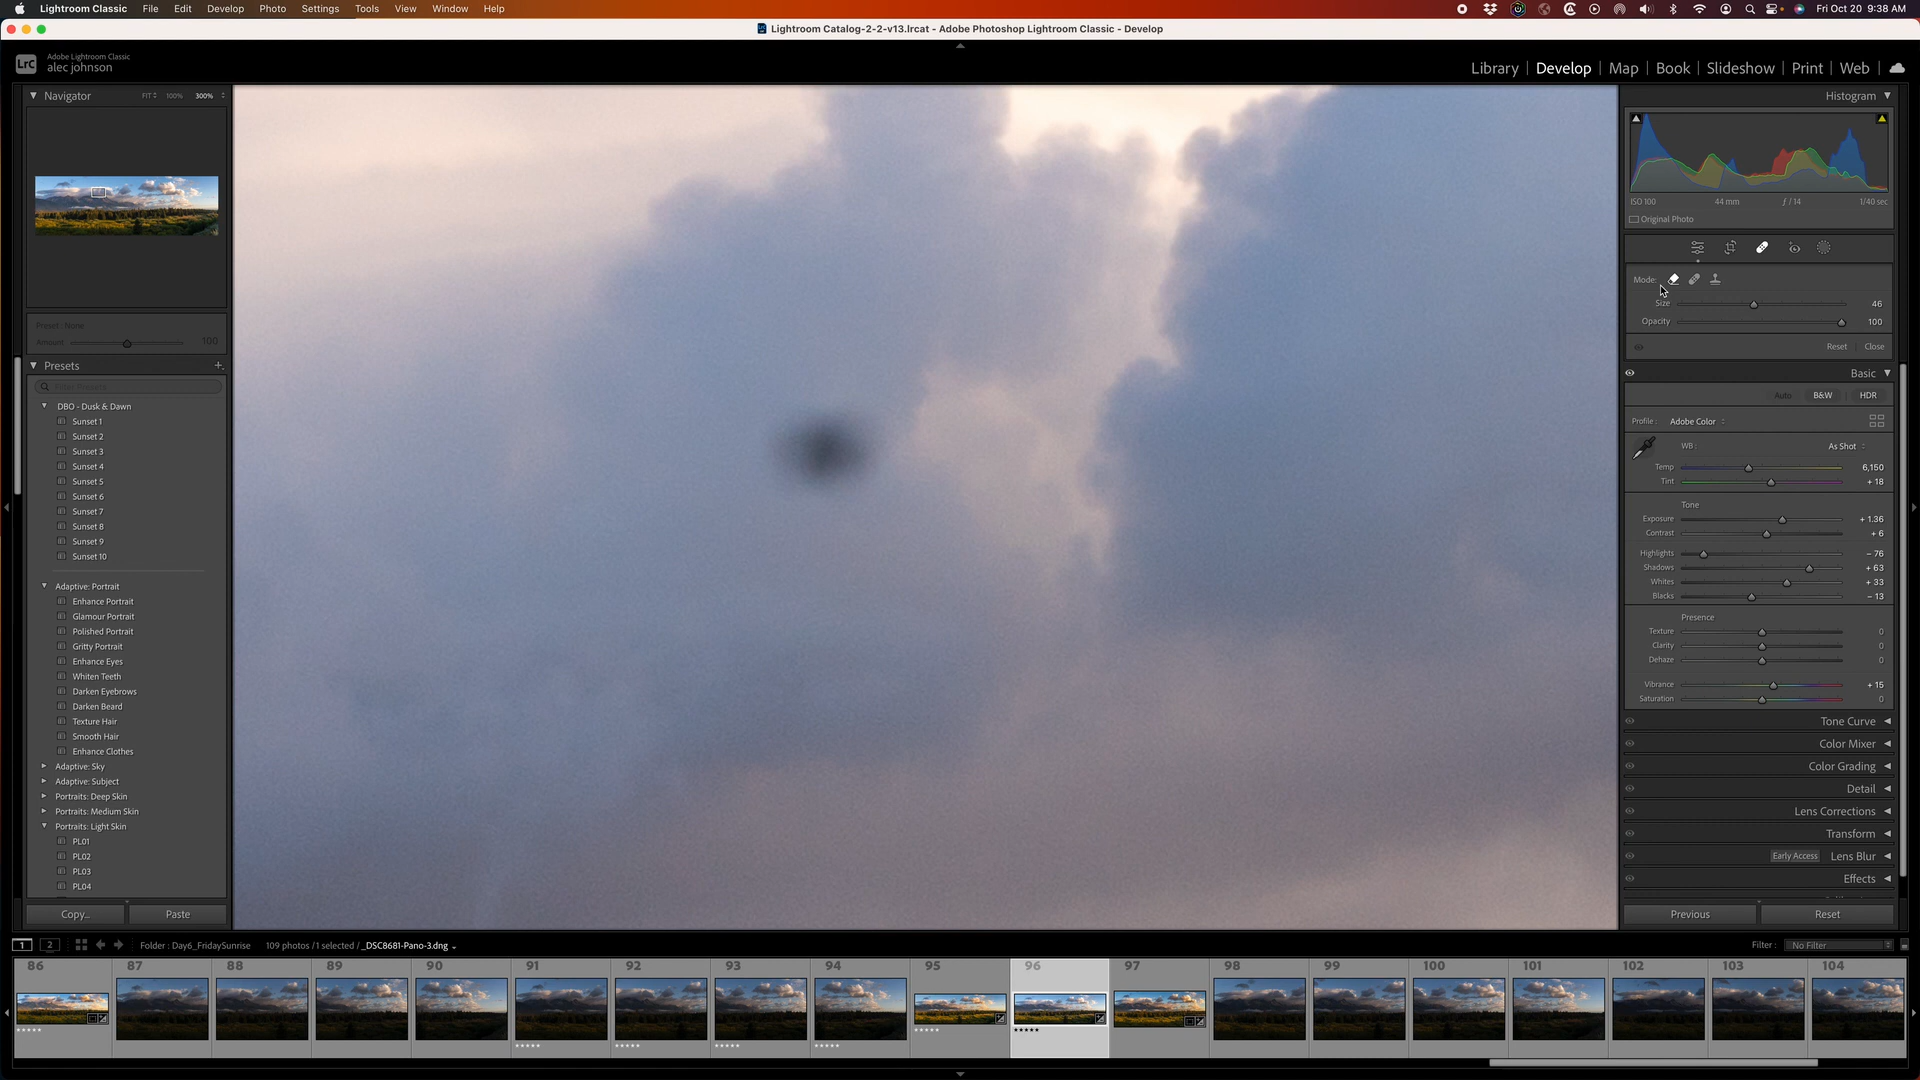 Lightroom Classic File Edit Develop Photo Settings Tools View Window Help Fri Oct 20 9:38 AM
Lightroom Catalog-2-2-v13.lrcat - Adobe Photoshop Lightroom Classic - Develop
LrC
Adobe Lightroom Classic
alec johnson
Library | Develop | Map | Book | Slideshow | Print | Web
Navigator FIT 100% 300%
Preset: None
Amount 100
Presets +
Filter Presets
DBO - Dusk & Dawn
Sunset 1
Sunset 2
Sunset 3
Sunset 4
Sunset 5
Sunset 6
Sunset 7
Sunset 8
Sunset 9
Sunset 10
Adaptive: Portrait
Enhance Portrait
Glamour Portrait
Polished Portrait
Gritty Portrait
Enhance Eyes
Whiten Teeth
Darken Eyebrows
Darken Beard
Texture Hair
Smooth Hair
Enhance Clothes
Adaptive: Sky
Adaptive: Subject
Portraits: Deep Skin
Portraits: Medium Skin
Portraits: Light Skin
PL01
PL02
PL03
PL04
Copy... Paste
Histogram
ISO 100 44 mm ƒ / 14 1/40 sec
Original Photo
Mode:
Size 46
Opacity 100
Reset Close
Basic
Auto B&W HDR
Profile: Adobe Color
WB: As Shot
Temp 6,150
Tint + 18
Tone
Exposure + 1.36
Contrast + 6
Highlights – 76
Shadows + 63
Whites + 33
Blacks – 13
Presence
Texture 0
Clarity 0
Dehaze 0
Vibrance + 15
Saturation 0
Tone Curve
Color Mixer
Color Grading
Detail
Lens Corrections
Transform
Early Access Lens Blur
Effects
Previous Reset
1 2 Folder : Day6_FridaySunrise 109 photos /1 selected / _DSC8681-Pano-3.dng Filter : No Filter
86 87 88 89 90 91 92 93 94 95 96 97 98 99 100 101 102 103 104